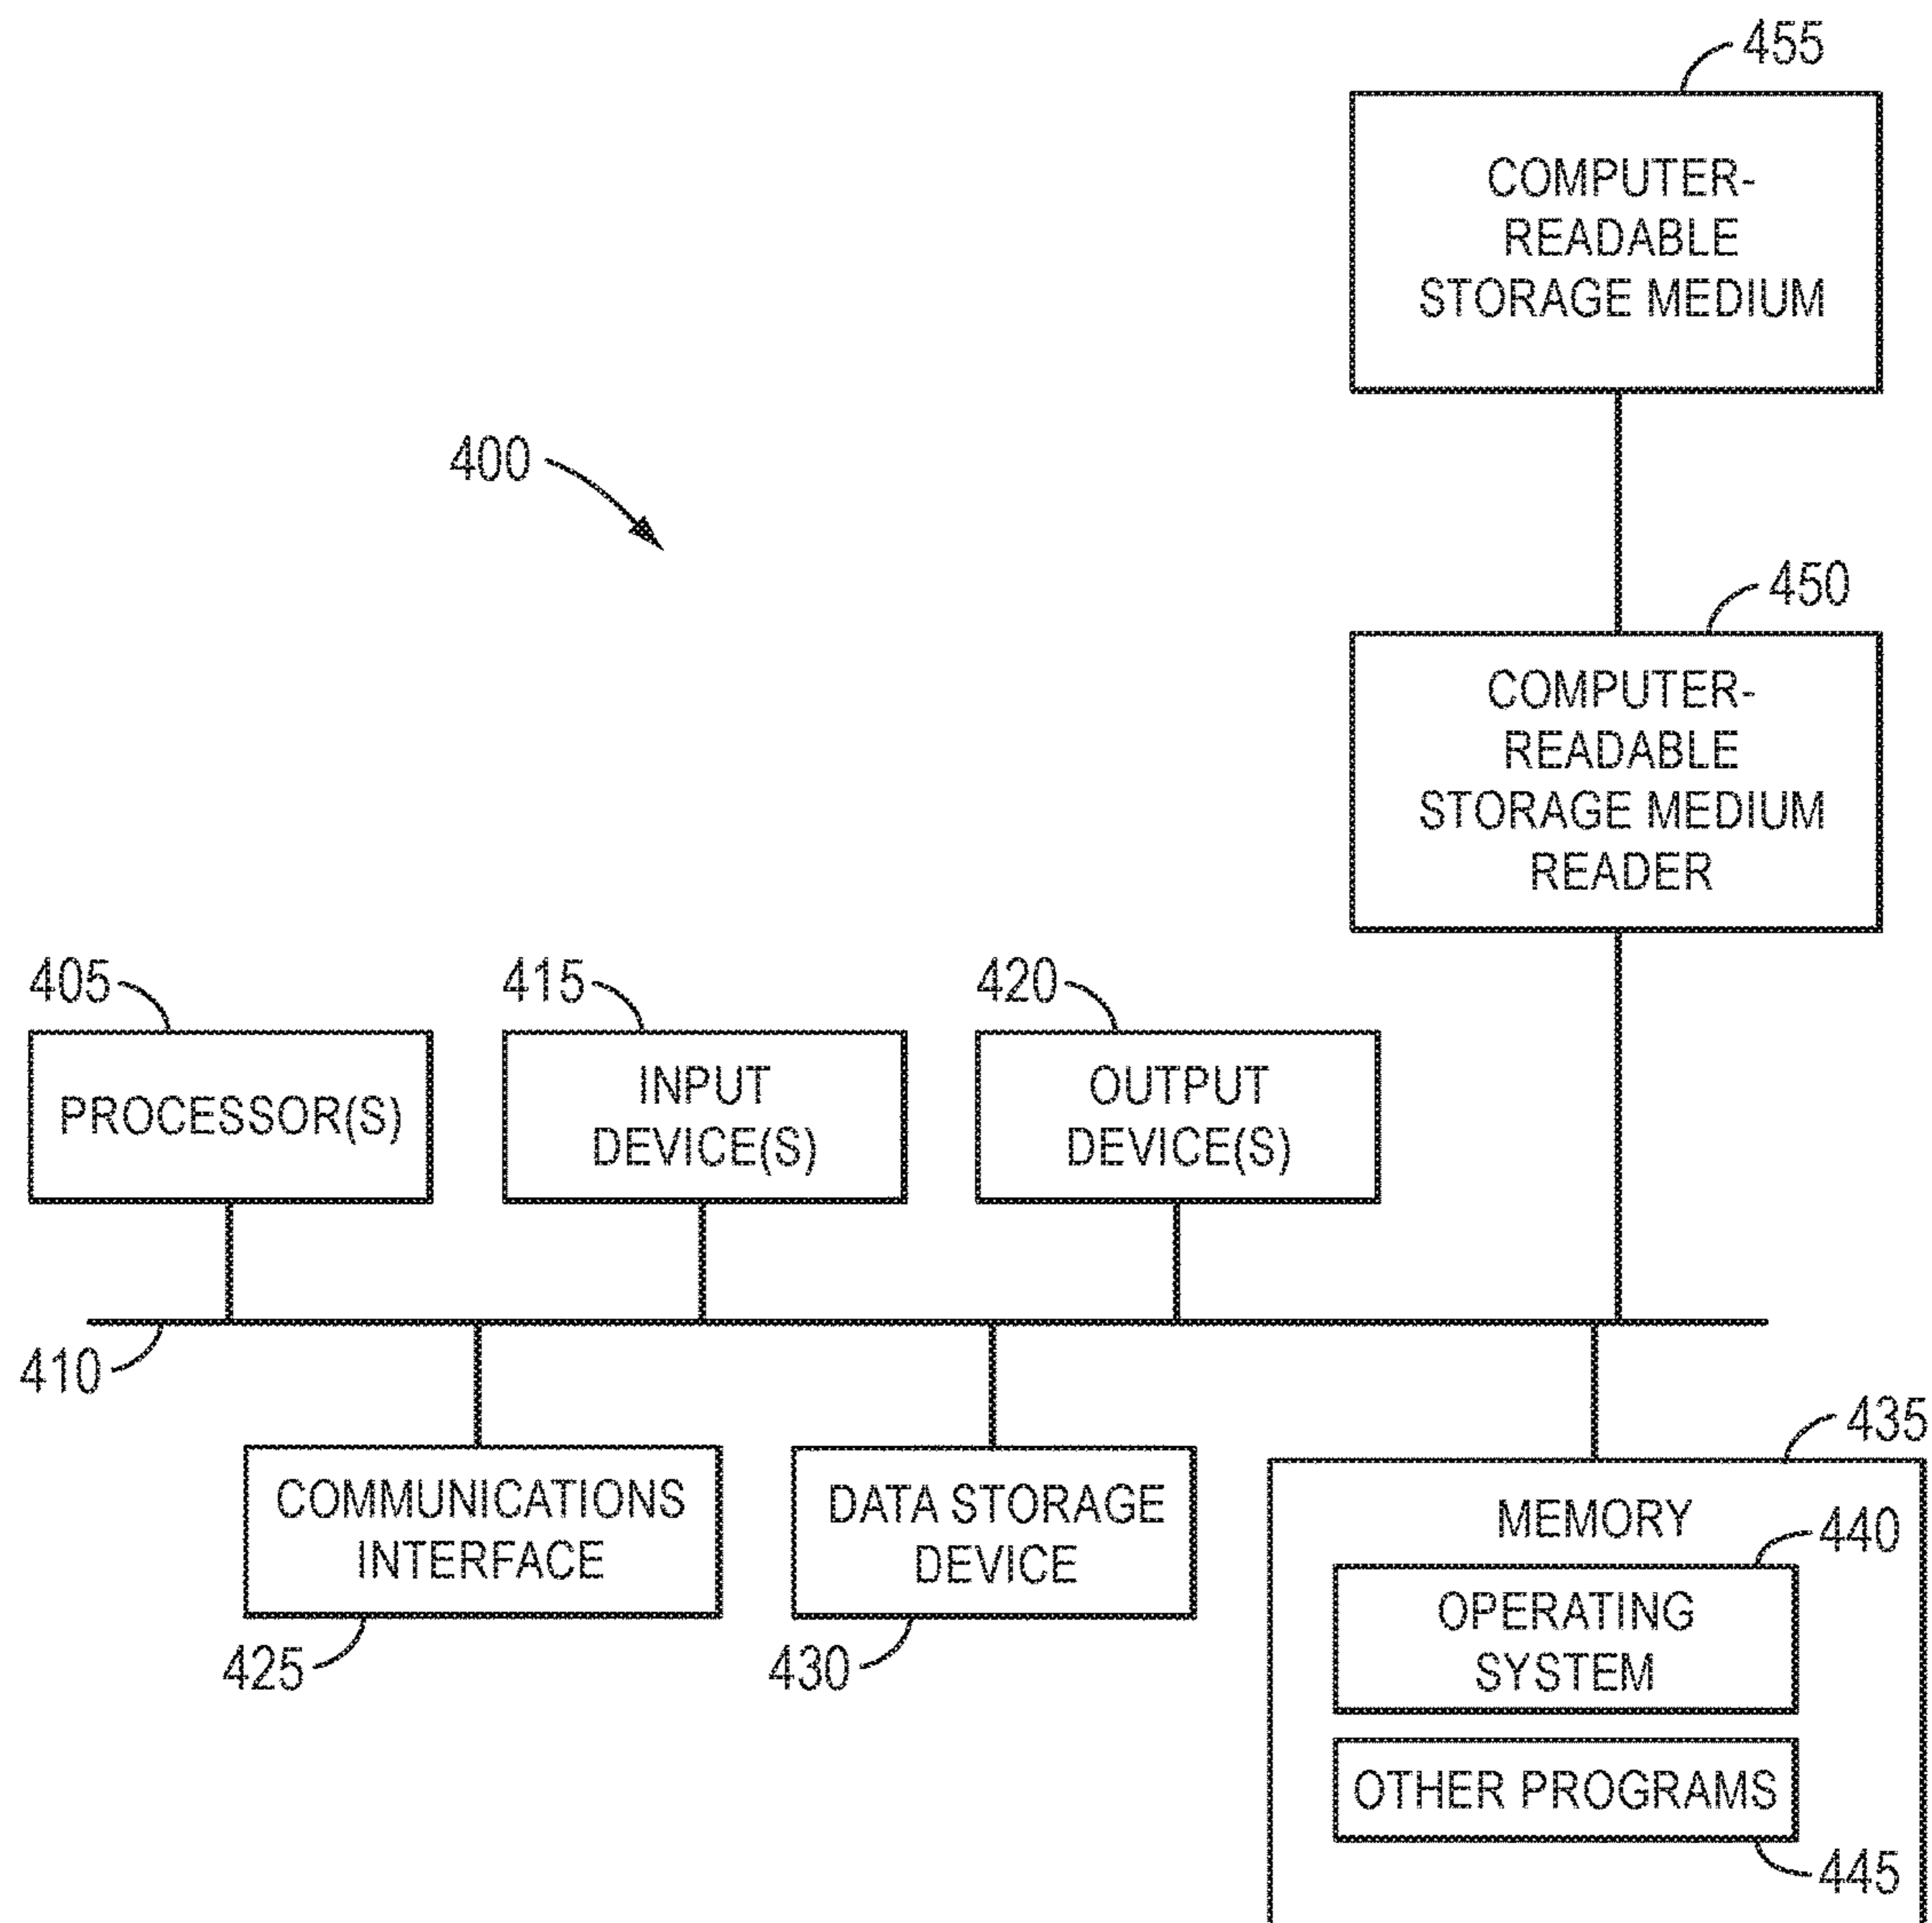 455
COMPUTER-
READABLE
STORAGE MEDIUM
400
450
COMPUTER-
READABLE
STORAGE MEDIUM
READER
405
415
420
PROCESSOR(S)
INPUT
DEVICE(S)
OUTPUT
DEVICE(S)
410
435
COMMUNICATIONS
INTERFACE
DATA STORAGE
DEVICE
MEMORY
440
OPERATING
SYSTEM
425
430
OTHER PROGRAMS
445